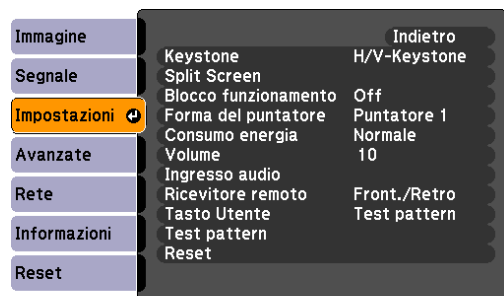 Immagine
Segnale
Impostazioni
Avanzate
Rete
Informazioni
Reset
Indietro
Keystone H/V-Keystone
Split Screen
Blocco funzionamento Off
Forma del puntatore Puntatore 1
Consumo energia Normale
Volume 10
Ingresso audio
Ricevitore remoto Front./Retro
Tasto Utente Test pattern
Test pattern
Reset